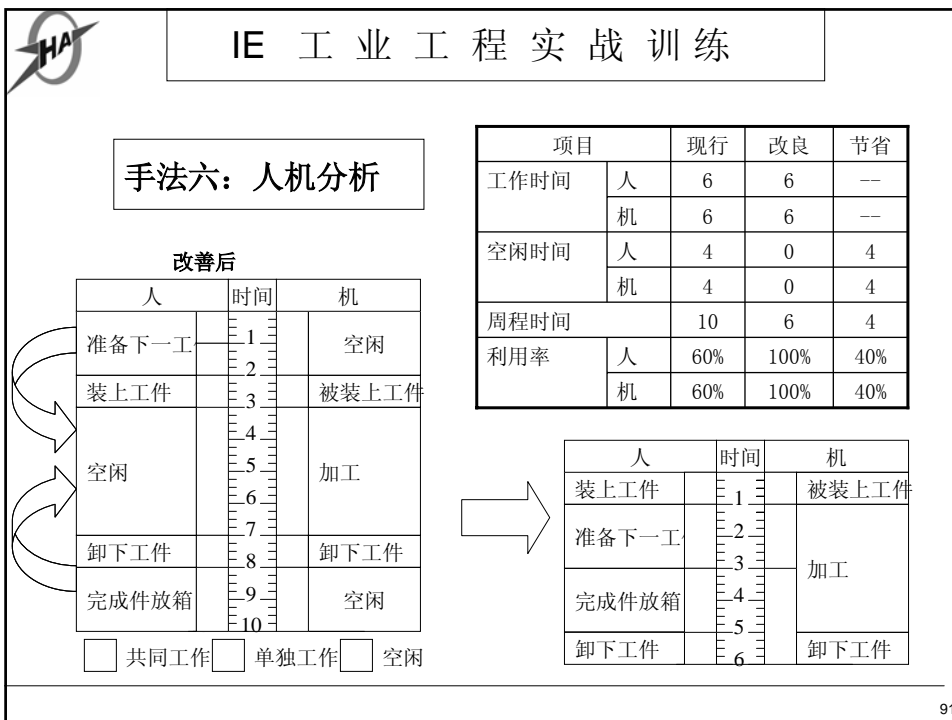 HA
IE 工 业 工 程 实 战 训 练
手法六：人机分析
项目 现行 改良 节省
工作时间 人 6 6 --
机 6 6 --
空闲时间 人 4 0 4
机 4 0 4
周程时间 10 6 4
利用率 人 60% 100% 40%
机 60% 100% 40%
改善后
人 时间 机
准备下一工 1 空闲
2
装上工件 3 被装上工件
4
空闲 5 加工
6
7
卸下工件 8 卸下工件
完成件放箱 9 空闲
10
共同工作 单独工作 空闲
人 时间 机
装上工件 1 被装上工件
准备下一工 2
3 加工
完成件放箱 4
5
卸下工件 6 卸下工件